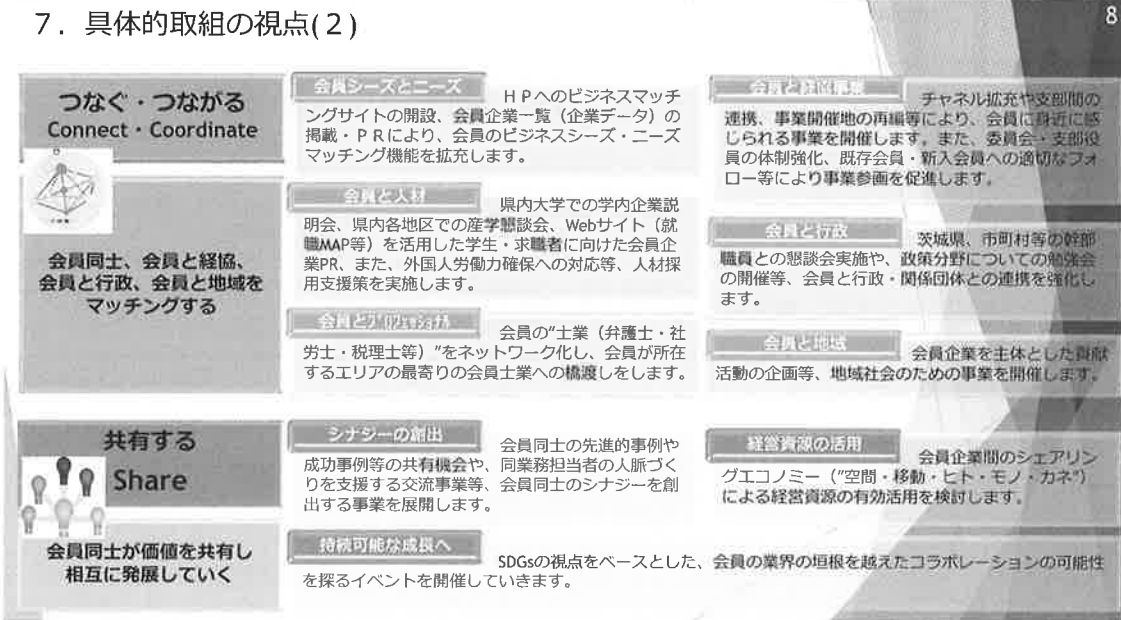 7．具体的取組の視点(2)
8
つなぐ・つながる
Connect・Coordinate
会員同士、会員と経協、
会員と行政、会員と地域を
マッチングする
会員シーズとニーズ
HPへのビジネスマッチ
ングサイトの開設、会員企業一覧（企業データ）の
掲載・PRにより、会員のビジネスシーズ・ニーズ
マッチング機能を拡充します。
会員と人材
県内大学での学内企業説
明会、県内各地区での産学懇談会、Webサイト（就
職MAP等）を活用した学生・求職者に向けた会員企
業PR、また、外国人労働力確保への対応等、人材採
用支援策を実施します。
会員とﾌﾟﾛﾌｪｯｼｮﾅﾙ
会員の"士業（弁護士・社
労士・税理士等）"をネットワーク化し、会員が所在
するエリアの最寄りの会員士業への橋渡しをします。
会員と経協事業
チャネル拡充や支部間の
連携、事業開催地の再編等により、会員に身近に感
じられる事業を開催します。また、委員会・支部役
員の体制強化、既存会員・新入会員への適切なフォ
ロー等により事業参画を促進します。
会員と行政
茨城県、市町村等の幹部
職員との懇談会実施や、政策分野についての勉強会
の開催等、会員と行政・関係団体との連携を強化し
ます。
会員と地域
会員企業を主体とした貢献
活動の企画等、地域社会のための事業を開催します。
共有する
Share
会員同士が価値を共有し
相互に発展していく
シナジーの創出
会員同士の先進的事例や
成功事例等の共有機会や、同業務担当者の人脈づく
りを支援する交流事業等、会員同士のシナジーを創
出する事業を展開します。
経営資源の活用
会員企業間のシェアリン
グエコノミー（"空間・移動・ヒト・モノ・カネ"）
による経営資源の有効活用を検討します。
持続可能な成長へ
SDGsの視点をベースとした、会員の業界の垣根を越えたコラボレーションの可能性
を探るイベントを開催していきます。